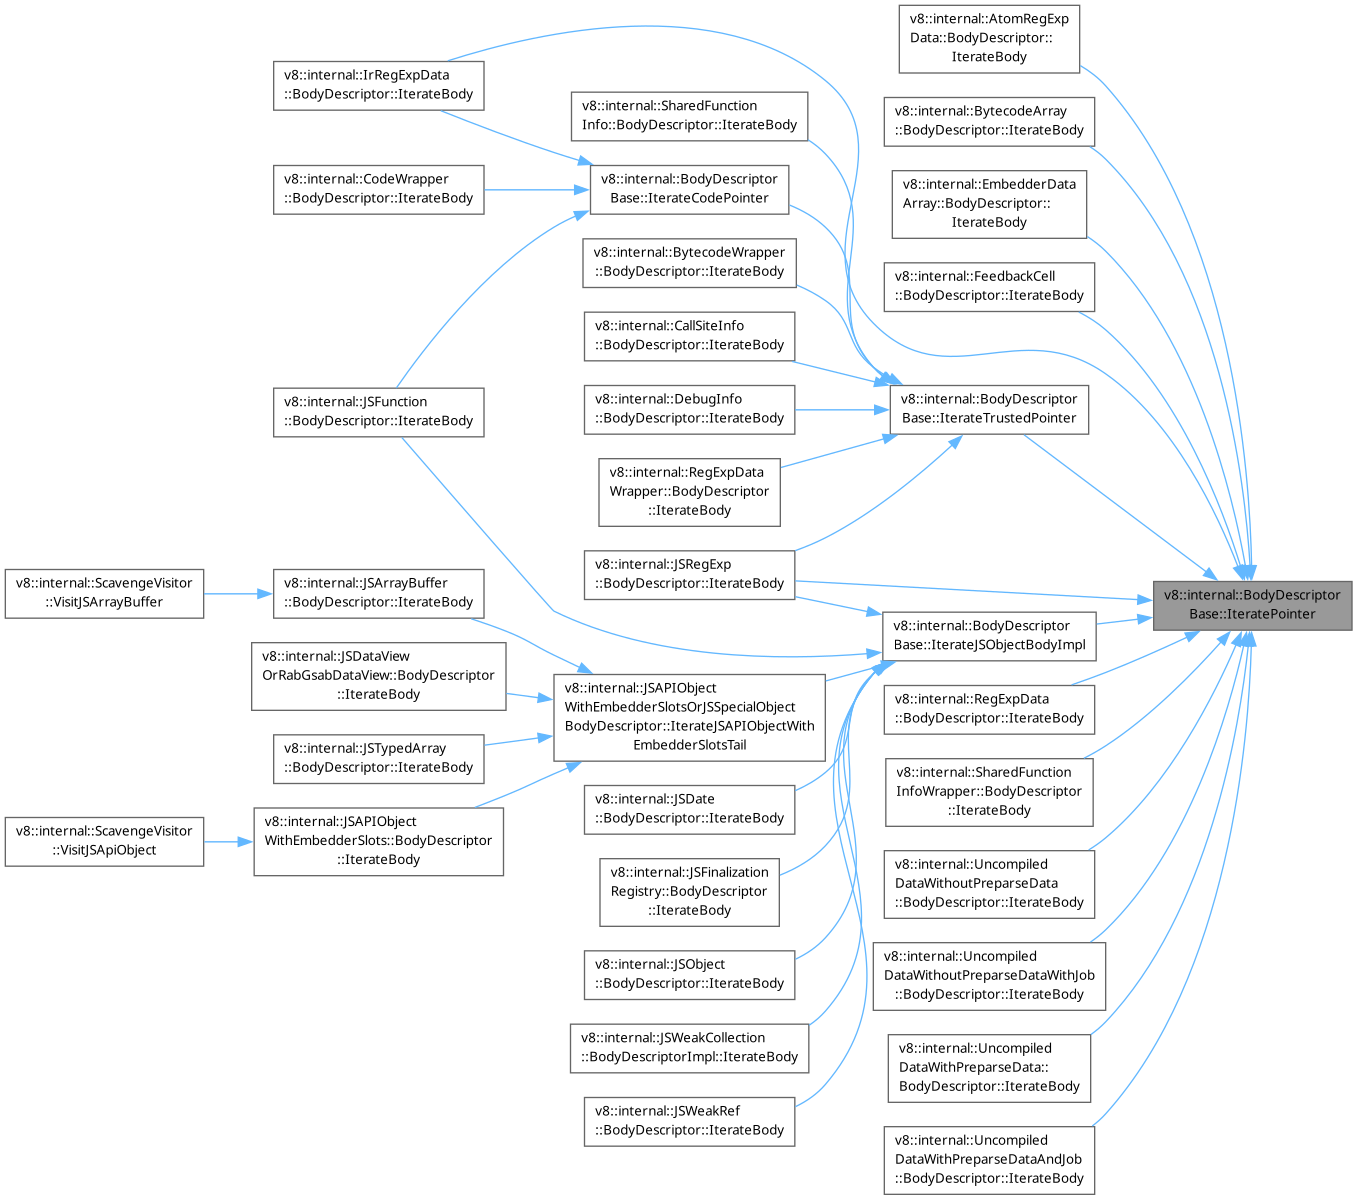 v8::internal::AtomRegExp
Data::BodyDescriptor::
IterateBody
v8::internal::IrRegExpData
::BodyDescriptor::IterateBody
v8::internal::SharedFunction
Info::BodyDescriptor::IterateBody
v8::internal::BytecodeArray
::BodyDescriptor::IterateBody
v8::internal::CodeWrapper
::BodyDescriptor::IterateBody
v8::internal::BodyDescriptor
Base::IterateCodePointer
v8::internal::EmbedderData
Array::BodyDescriptor::
IterateBody
v8::internal::BytecodeWrapper
::BodyDescriptor::IterateBody
v8::internal::FeedbackCell
::BodyDescriptor::IterateBody
v8::internal::CallSiteInfo
::BodyDescriptor::IterateBody
v8::internal::JSFunction
::BodyDescriptor::IterateBody
v8::internal::DebugInfo
::BodyDescriptor::IterateBody
v8::internal::BodyDescriptor
Base::IterateTrustedPointer
v8::internal::RegExpData
Wrapper::BodyDescriptor
::IterateBody
v8::internal::JSRegExp
::BodyDescriptor::IterateBody
v8::internal::ScavengeVisitor
::VisitJSArrayBuffer
v8::internal::JSArrayBuffer
::BodyDescriptor::IterateBody
v8::internal::BodyDescriptor
Base::IteratePointer
v8::internal::BodyDescriptor
Base::IterateJSObjectBodyImpl
v8::internal::JSDataView
OrRabGsabDataView::BodyDescriptor
::IterateBody
v8::internal::JSAPIObject
WithEmbedderSlotsOrJSSpecialObject
BodyDescriptor::IterateJSAPIObjectWith
EmbedderSlotsTail
v8::internal::RegExpData
::BodyDescriptor::IterateBody
v8::internal::JSTypedArray
::BodyDescriptor::IterateBody
v8::internal::SharedFunction
InfoWrapper::BodyDescriptor
::IterateBody
v8::internal::JSDate
::BodyDescriptor::IterateBody
v8::internal::ScavengeVisitor
::VisitJSApiObject
v8::internal::JSAPIObject
WithEmbedderSlots::BodyDescriptor
::IterateBody
v8::internal::JSFinalization
Registry::BodyDescriptor
::IterateBody
v8::internal::Uncompiled
DataWithoutPreparseData
::BodyDescriptor::IterateBody
v8::internal::JSObject
::BodyDescriptor::IterateBody
v8::internal::Uncompiled
DataWithoutPreparseDataWithJob
::BodyDescriptor::IterateBody
v8::internal::JSWeakCollection
::BodyDescriptorImpl::IterateBody
v8::internal::Uncompiled
DataWithPreparseData::
BodyDescriptor::IterateBody
v8::internal::JSWeakRef
::BodyDescriptor::IterateBody
v8::internal::Uncompiled
DataWithPreparseDataAndJob
::BodyDescriptor::IterateBody